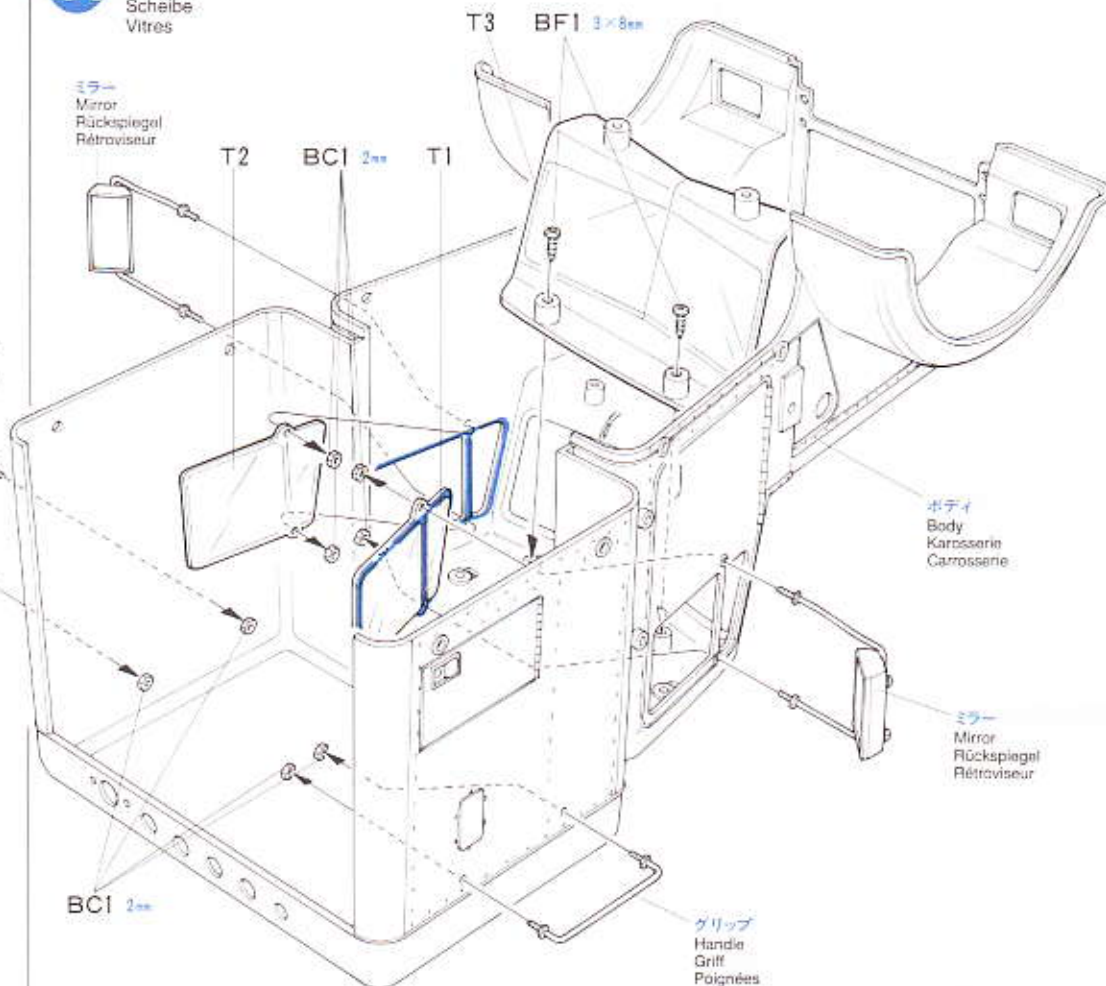 Scheibe
Vitres
T3
BF1 3×8mm
ミラー
Mirror
Rückspiegel
Rétroviseur
T2
BC1 2mm
T1
ボディ
Body
Karosserie
Carrosserie
ミラー
Mirror
Rückspiegel
Rétroviseur
BC1 2mm
グリップ
Handle
Griff
Poignées